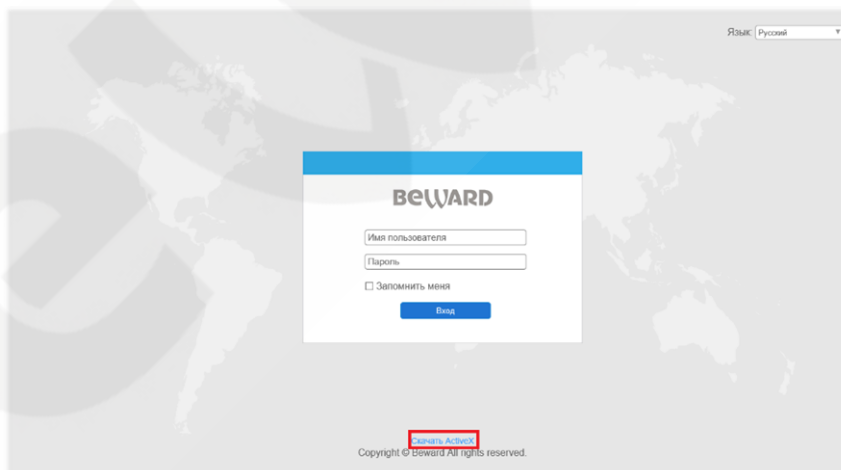 Язык: Русский
BEWARD
Имя пользователя
Пароль
Запомнить меня
Вход
Скачать ActiveX
Copyright © Beward All rights reserved.